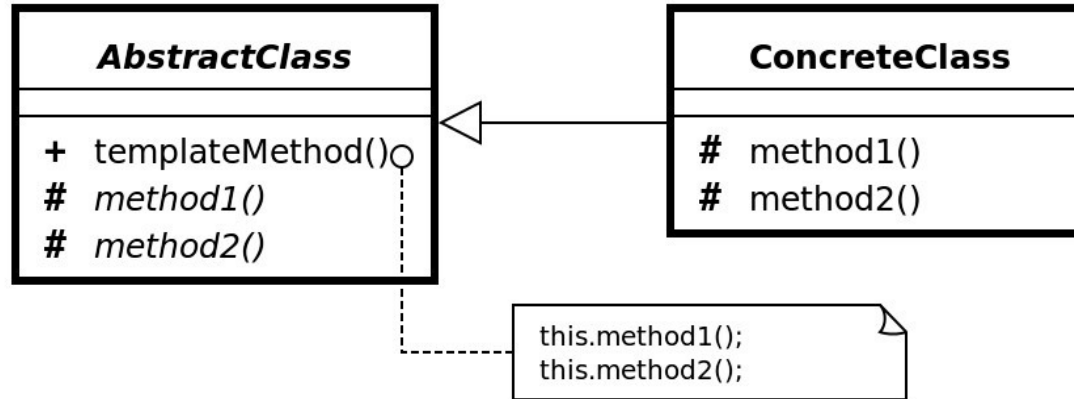 AbstractClass
+ templateMethod()
# method1()
# method2()
ConcreteClass
# method1()
# method2()
this.method1();
this.method2();